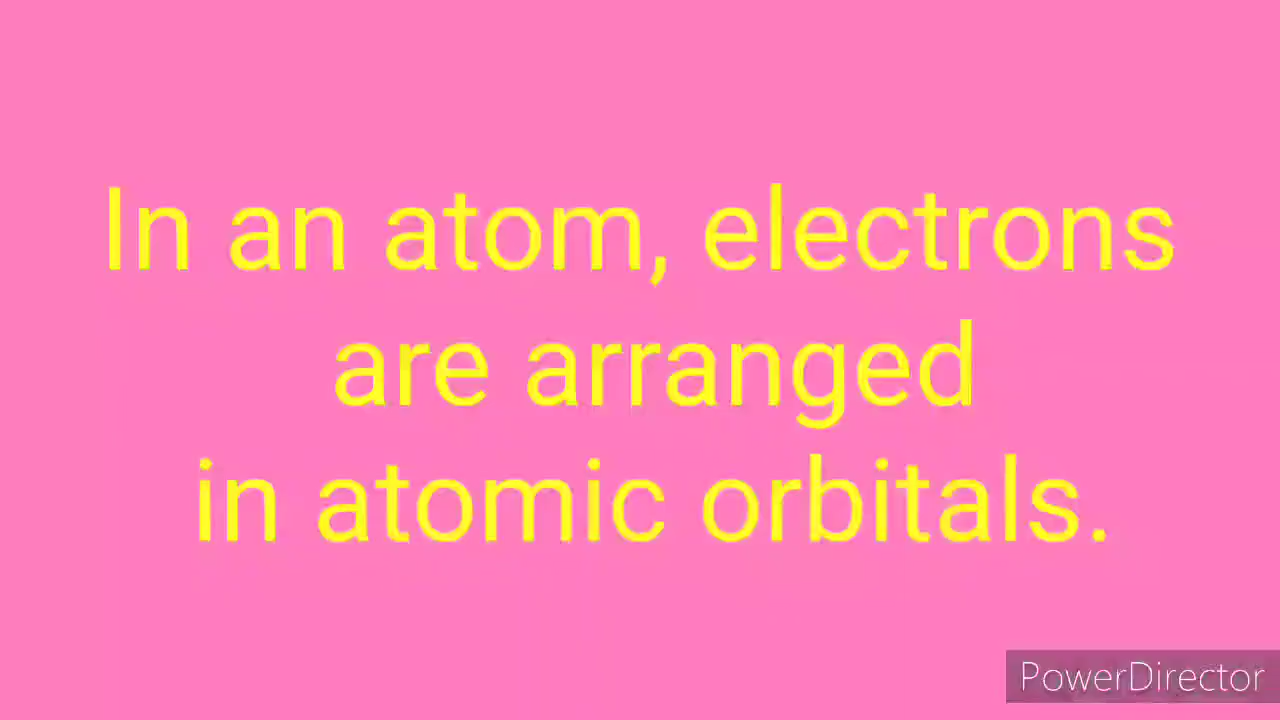 In an atom, electrons
are arranged
in atomic orbitals.
PowerDirector